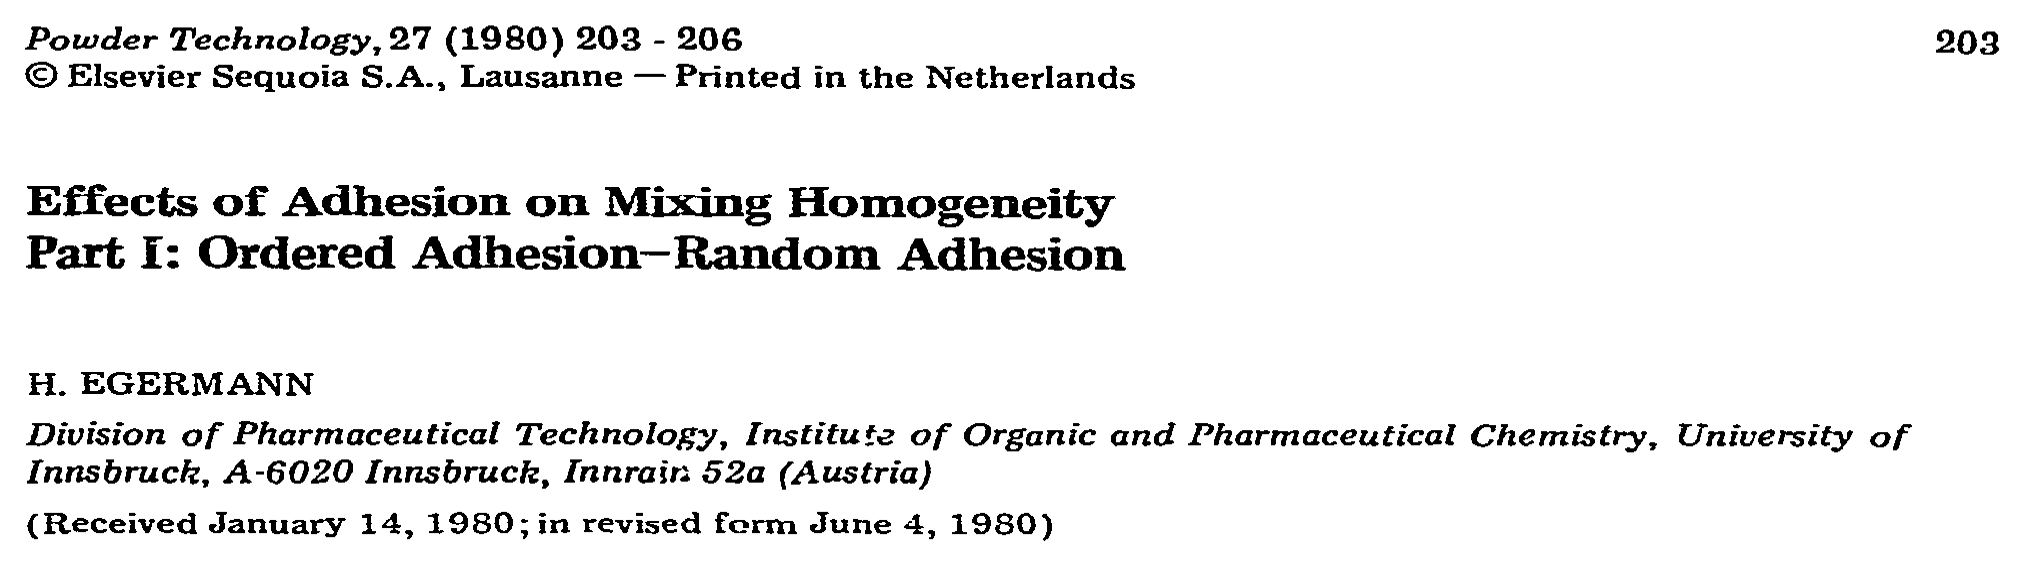 Powder Technology, 27 (1980) 203 - 206
203
© Elsevier Sequoia S.A., Lausanne — Printed in the Netherlands
Effects of Adhesion on Mixing Homogeneity
Part I: Ordered Adhesion—Random Adhesion
H. EGERMANN
Division of Pharmaceutical Technology, Institute of Organic and Pharmaceutical Chemistry, University of
Innsbruck, A-6020 Innsbruck, Innrain 52a (Austria)
(Received January 14, 1980; in revised form June 4, 1980)